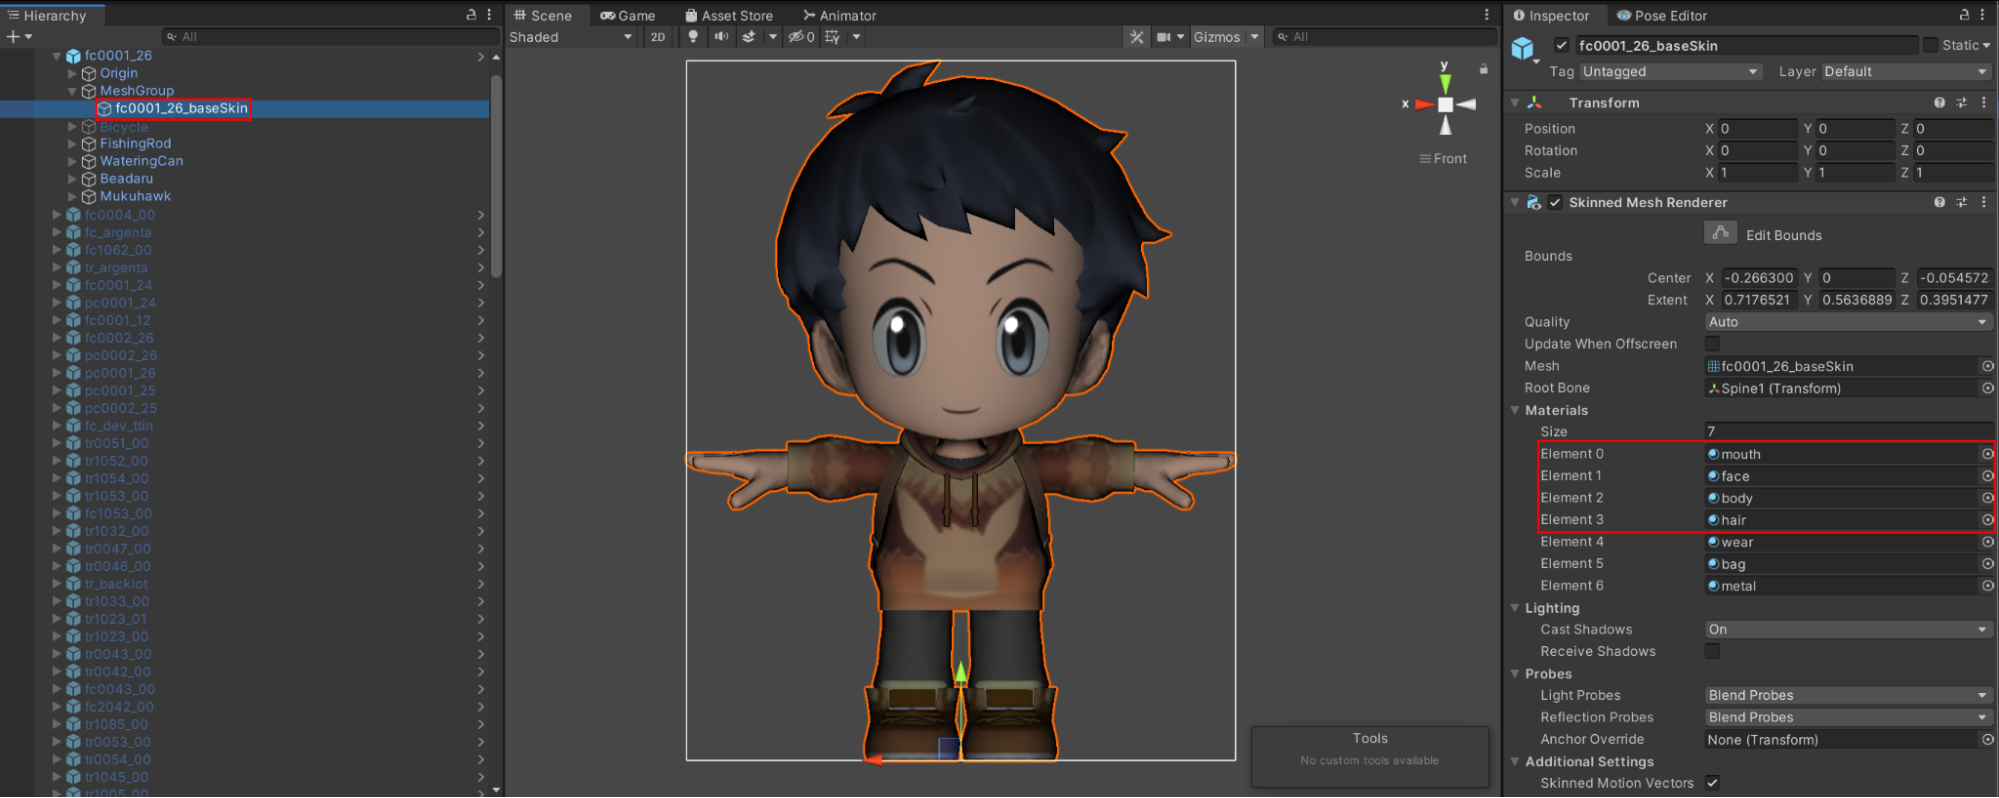 Hierarchy
All
fc0001_26
Origin
MeshGroup
fc0001_26_baseSkin
Bicycle
FishingRod
WateringCan
Beadaru
Mukuhawk
fc0004_00
fc_argenta
fc1062_00
tr_argenta
fc0001_24
pc0001_24
fc0001_12
fc0002_26
pc0002_26
pc0001_26
pc0001_25
pc0002_25
fc_dev_ttin
tr0051_00
tr1052_00
tr1054_00
tr1053_00
fc1053_00
tr1032_00
tr0047_00
tr0046_00
tr_backlot
tr1033_00
tr1023_01
tr1023_00
tr0043_00
tr0042_00
fc0043_00
fc2042_00
tr1085_00
tr0053_00
tr0054_00
tr1045_00
tr1005_00
Scene Game Asset Store Animator
Shaded 2D 0 Gizmos All
y
x
Front
Tools
No custom tools available
Inspector Pose Editor
fc0001_26_baseSkin Static
Tag Untagged Layer Default
Transform
Position X 0 Y 0 Z 0
Rotation X 0 Y 0 Z 0
Scale X 1 Y 1 Z 1
Skinned Mesh Renderer
Edit Bounds
Bounds
Center X -0.266300 Y 0 Z -0.054572
Extent X 0.7176521 Y 0.5636889 Z 0.3951477
Quality Auto
Update When Offscreen
Mesh fc0001_26_baseSkin
Root Bone Spine1 (Transform)
Materials
Size 7
Element 0 mouth
Element 1 face
Element 2 body
Element 3 hair
Element 4 wear
Element 5 bag
Element 6 metal
Lighting
Cast Shadows On
Receive Shadows
Probes
Light Probes Blend Probes
Reflection Probes Blend Probes
Anchor Override None (Transform)
Additional Settings
Skinned Motion Vectors